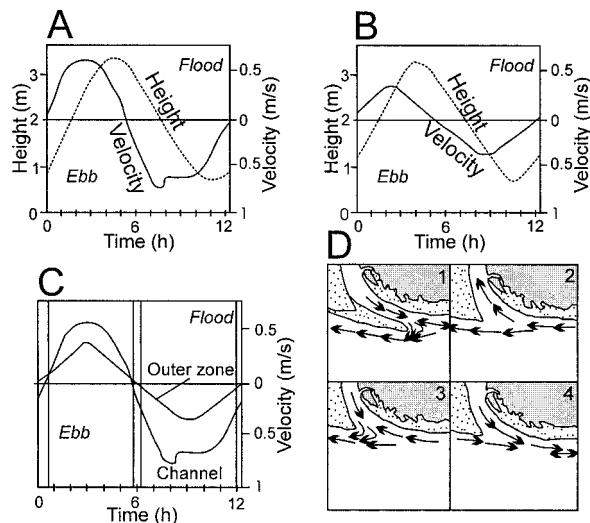 A
Height (m)
3
2
1
0
Flood
Height
Velocity
Ebb
0.5
0
0.5
1
Velocity (m/s)
0 6 12
Time (h)
B
Height (m)
3
2
1
0
Flood
Height
Velocity
Ebb
0.5
0
0.5
1
Velocity (m/s)
0 6 12
Time (h)
C
Flood
Outer zone
Ebb
Channel
0.5
0
0.5
1
Velocity (m/s)
0 6 12
Time (h)
D
1 2
3 4